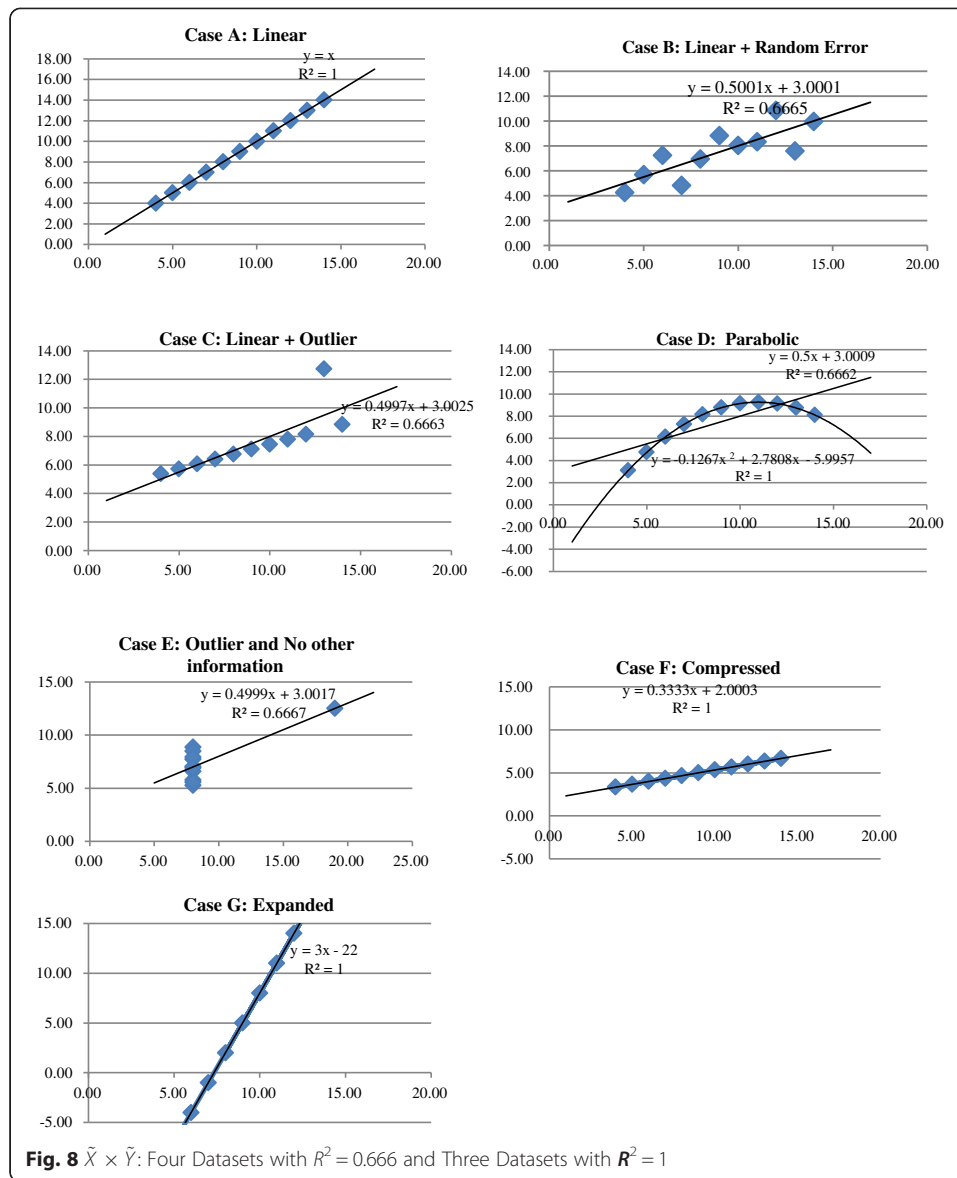 Case A: Linear
y = x
R² = 1
18.00
16.00
14.00
12.00
10.00
8.00
6.00
4.00
2.00
0.00
0.00 5.00 10.00 15.00 20.00
Case B: Linear + Random Error
y = 0.5001x + 3.0001
R² = 0.6665
14.00
12.00
10.00
8.00
6.00
4.00
2.00
0.00
0.00 5.00 10.00 15.00 20.00
Case C: Linear + Outlier
y = 0.4997x + 3.0025
R² = 0.6663
14.00
12.00
10.00
8.00
6.00
4.00
2.00
0.00
0.00 5.00 10.00 15.00 20.00
Case D: Parabolic
y = 0.5x + 3.0009
R² = 0.6662
y = -0.1267x² + 2.7808x - 5.9957
R² = 1
14.00
12.00
10.00
8.00
6.00
4.00
2.00
0.00
-2.00
-4.00
-6.00
0.00 5.00 10.00 15.00 20.00
Case E: Outlier and No other
information
y = 0.4999x + 3.0017
R² = 0.6667
15.00
10.00
5.00
0.00
0.00 5.00 10.00 15.00 20.00 25.00
Case F: Compressed
y = 0.3333x + 2.0003
R² = 1
15.00
10.00
5.00
0.00
-5.00
0.00 5.00 10.00 15.00 20.00
Case G: Expanded
y = 3x - 22
R² = 1
15.00
10.00
5.00
0.00
-5.00
0.00 5.00 10.00 15.00 20.00
Fig. 8 X̃ × Ỹ: Four Datasets with R² = 0.666 and Three Datasets with R² = 1